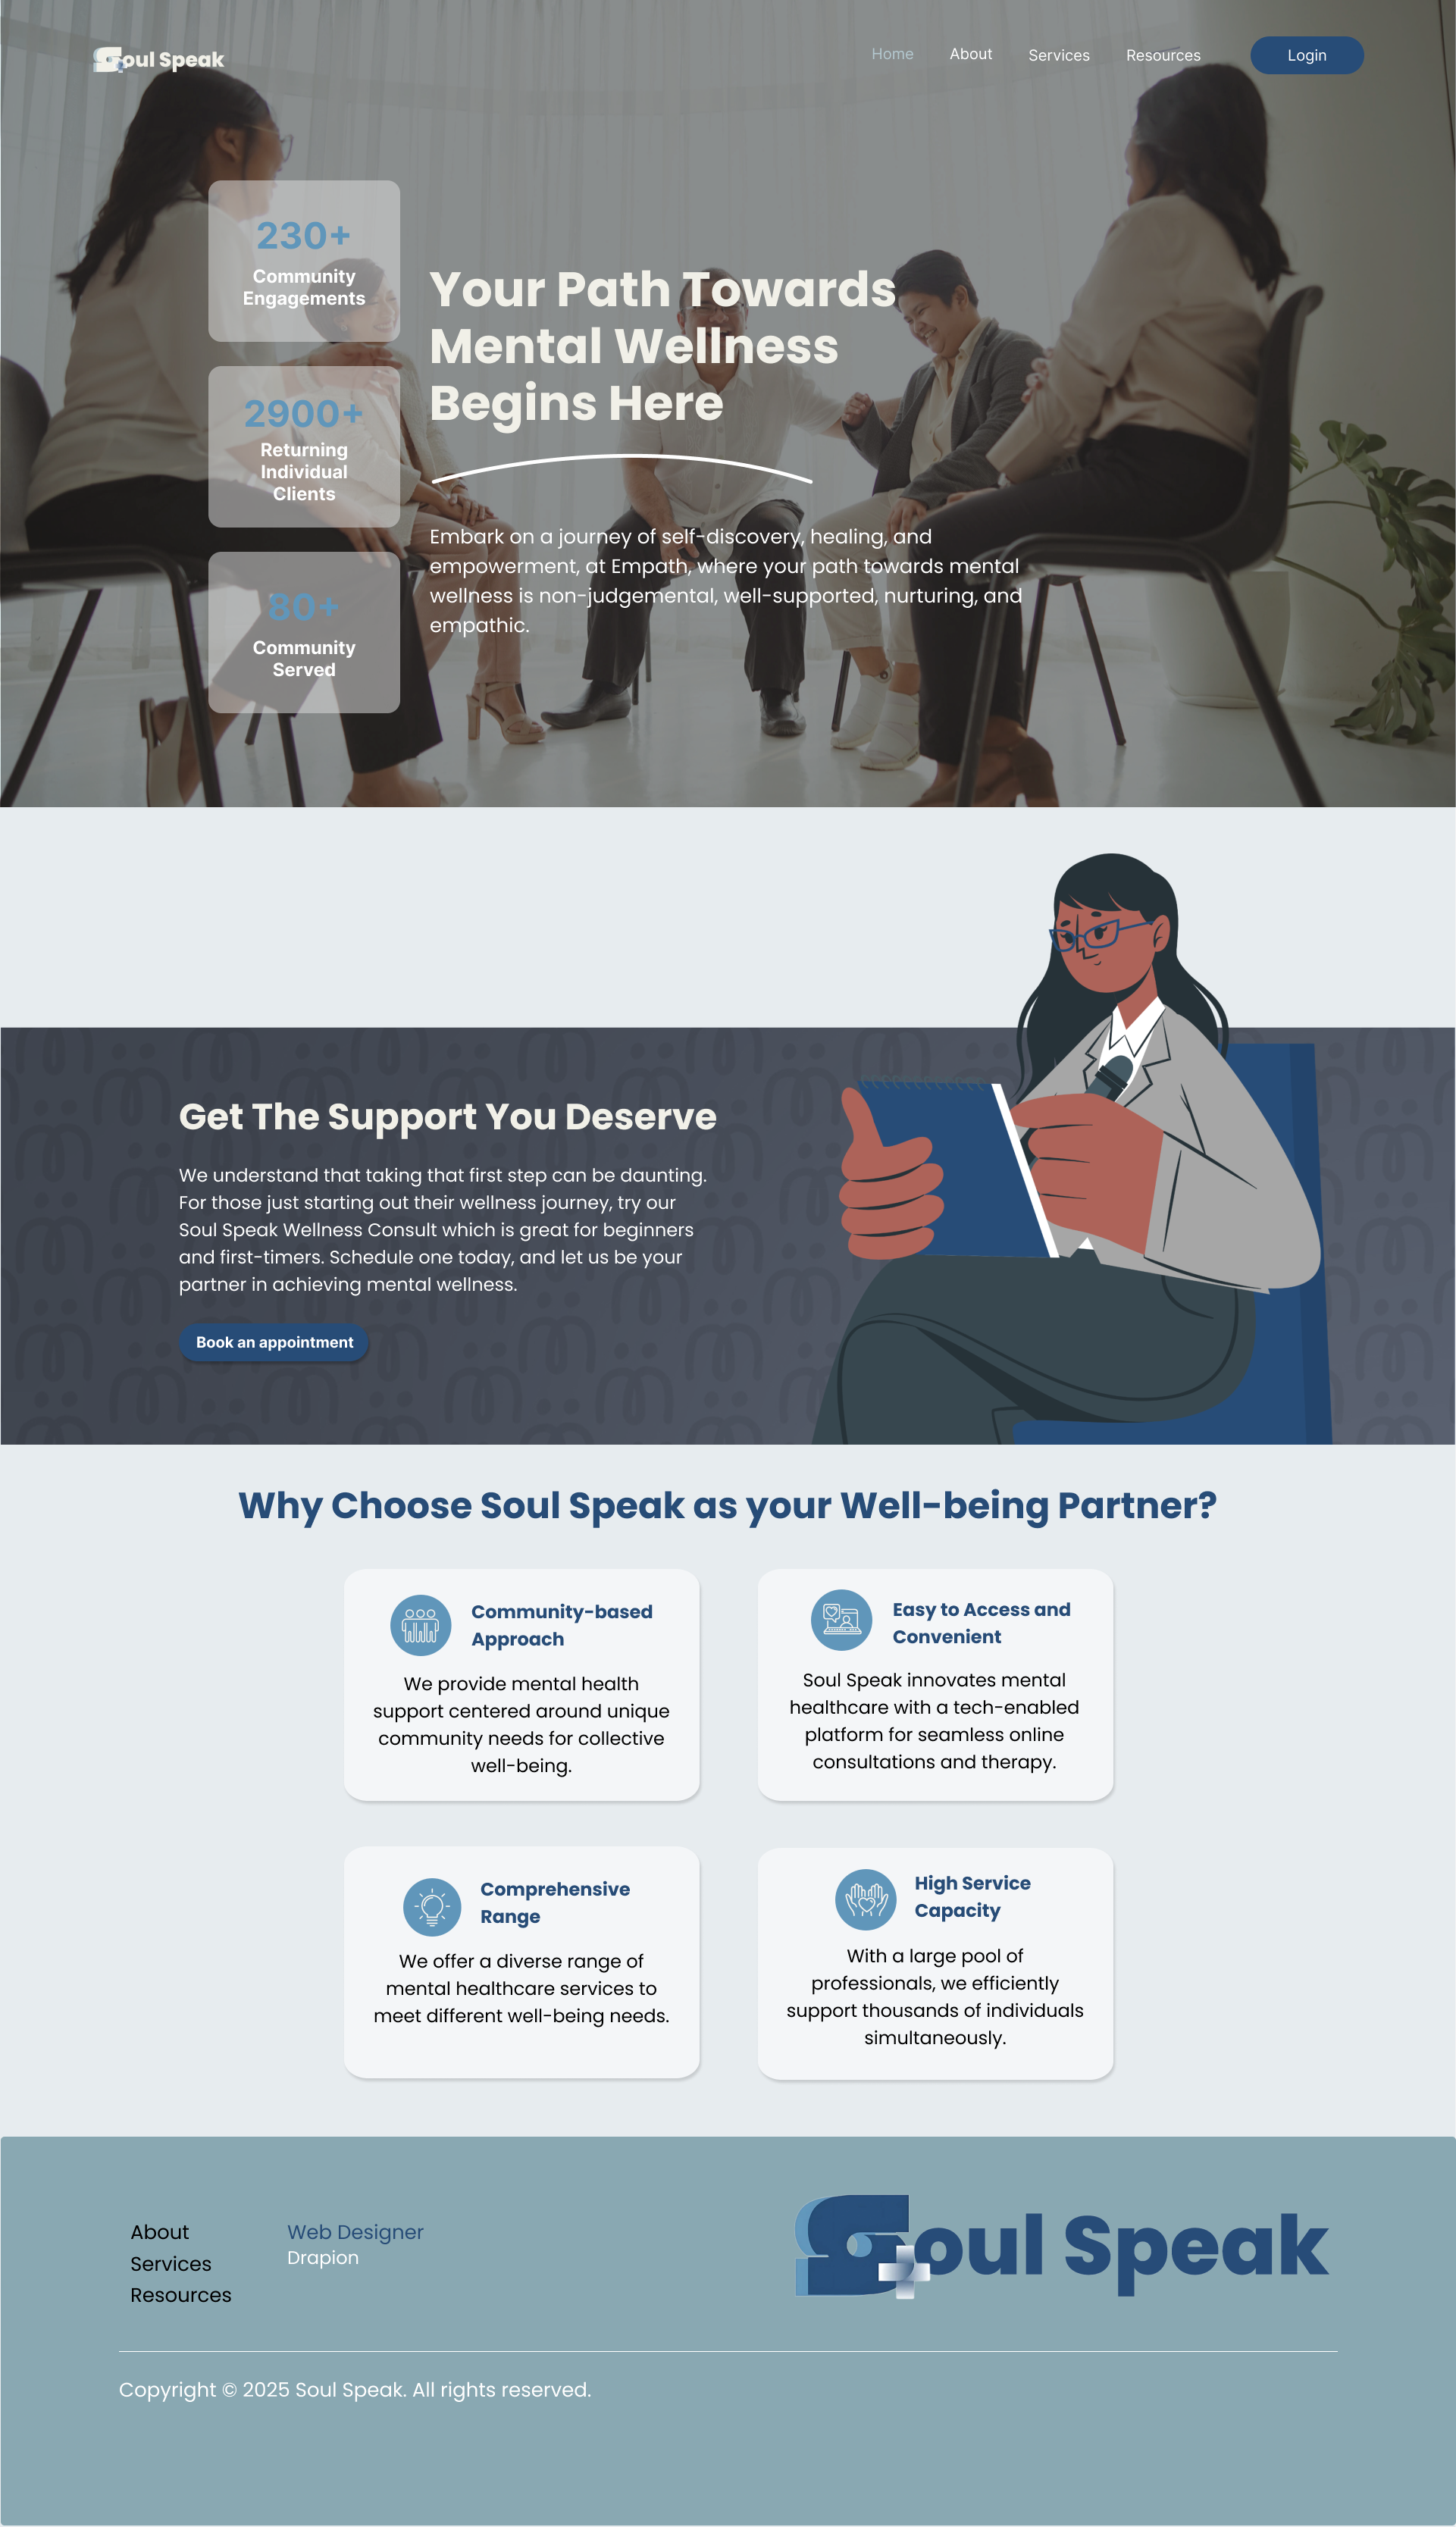 Soul Speak
Home About Services Resources Login
230+
Community
Engagements
2900+
Returning
Individual
Clients
80+
Community
Served
Your Path Towards
Mental Wellness
Begins Here
Embark on a journey of self-discovery, healing, and
empowerment, at Empath, where your path towards mental
wellness is non-judgemental, well-supported, nurturing, and
empathic.
Get The Support You Deserve
We understand that taking that first step can be daunting.
For those just starting out their wellness journey, try our
Soul Speak Wellness Consult which is great for beginners
and first-timers. Schedule one today, and let us be your
partner in achieving mental wellness.
Book an appointment
Why Choose Soul Speak as your Well-being Partner?
Community-based
Approach
We provide mental health
support centered around unique
community needs for collective
well-being.
Easy to Access and
Convenient
Soul Speak innovates mental
healthcare with a tech-enabled
platform for seamless online
consultations and therapy.
Comprehensive
Range
We offer a diverse range of
mental healthcare services to
meet different well-being needs.
High Service
Capacity
With a large pool of
professionals, we efficiently
support thousands of individuals
simultaneously.
About
Services
Resources
Web Designer
Drapion
Soul Speak
Copyright © 2025 Soul Speak. All rights reserved.